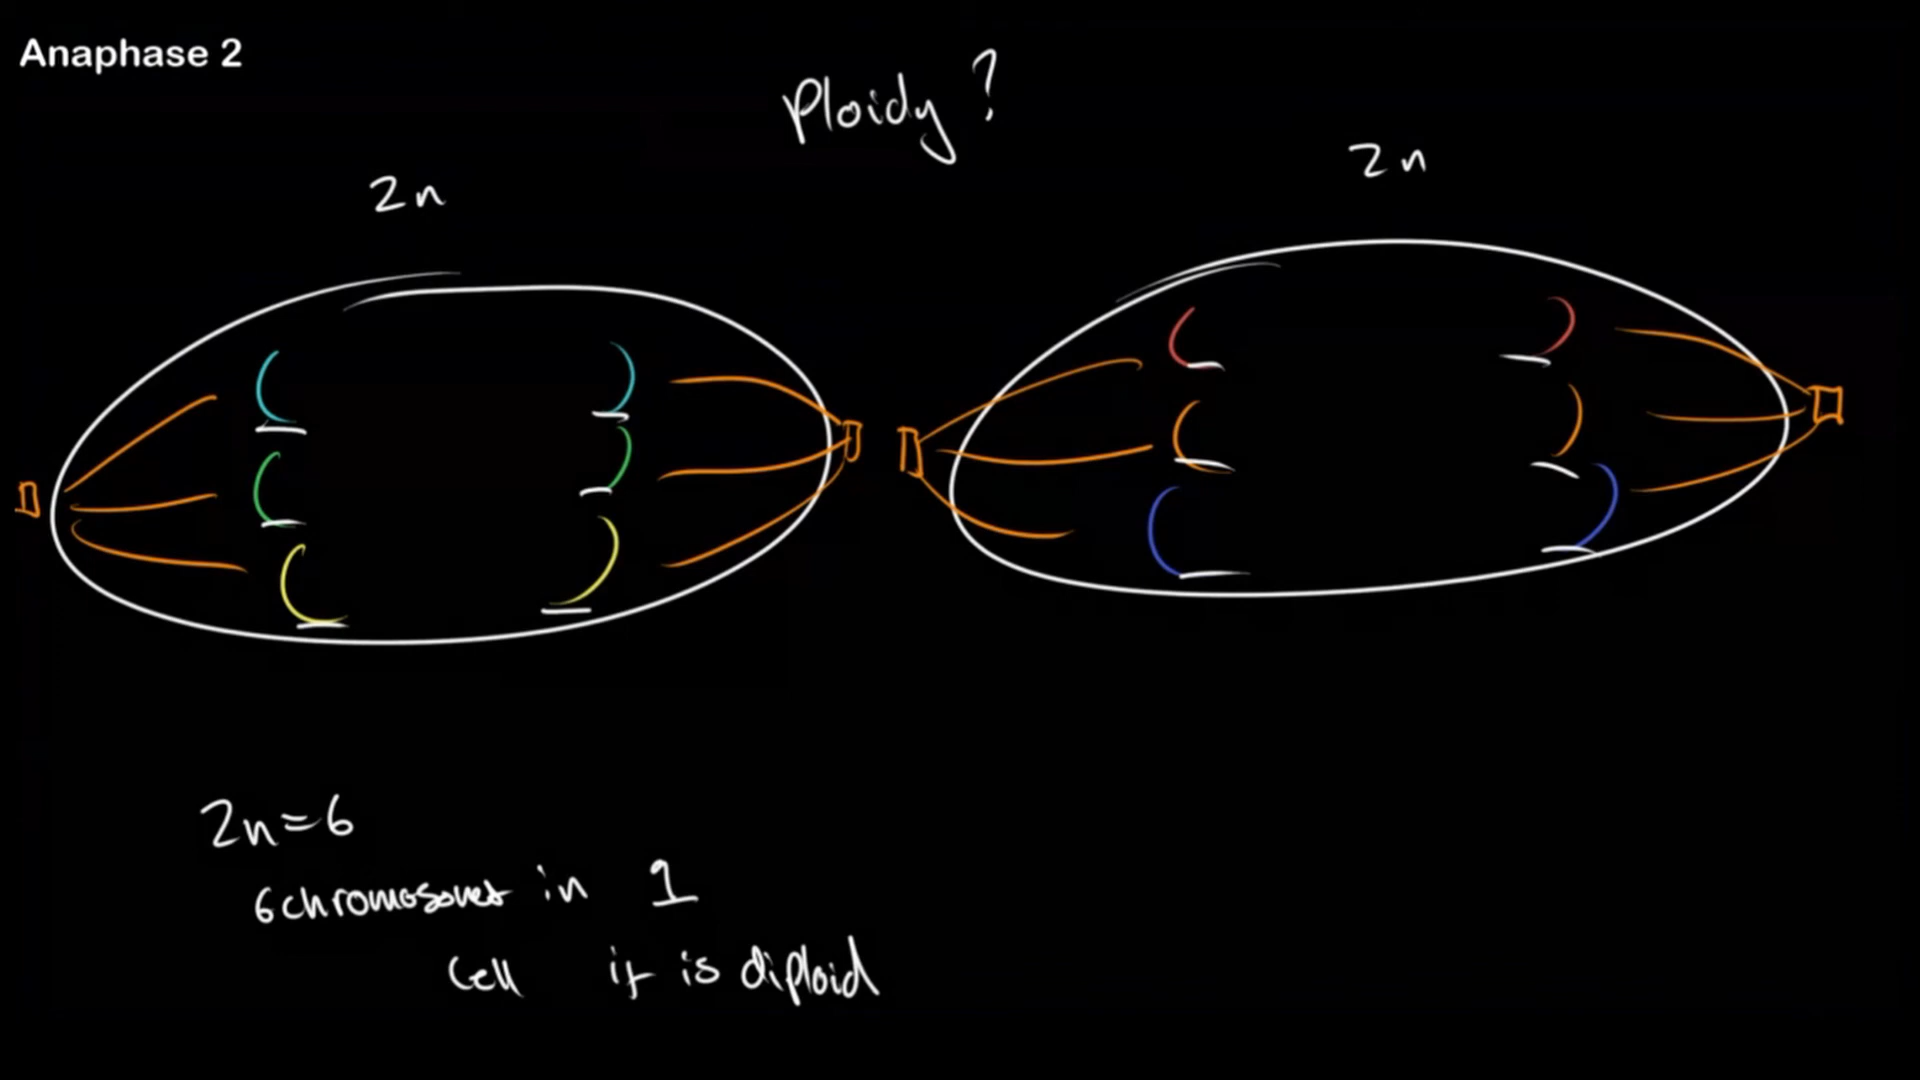 Anaphase 2
Ploidy?
2n
2n
2n=6
6 chromosomes in 1
Cell if is diploid